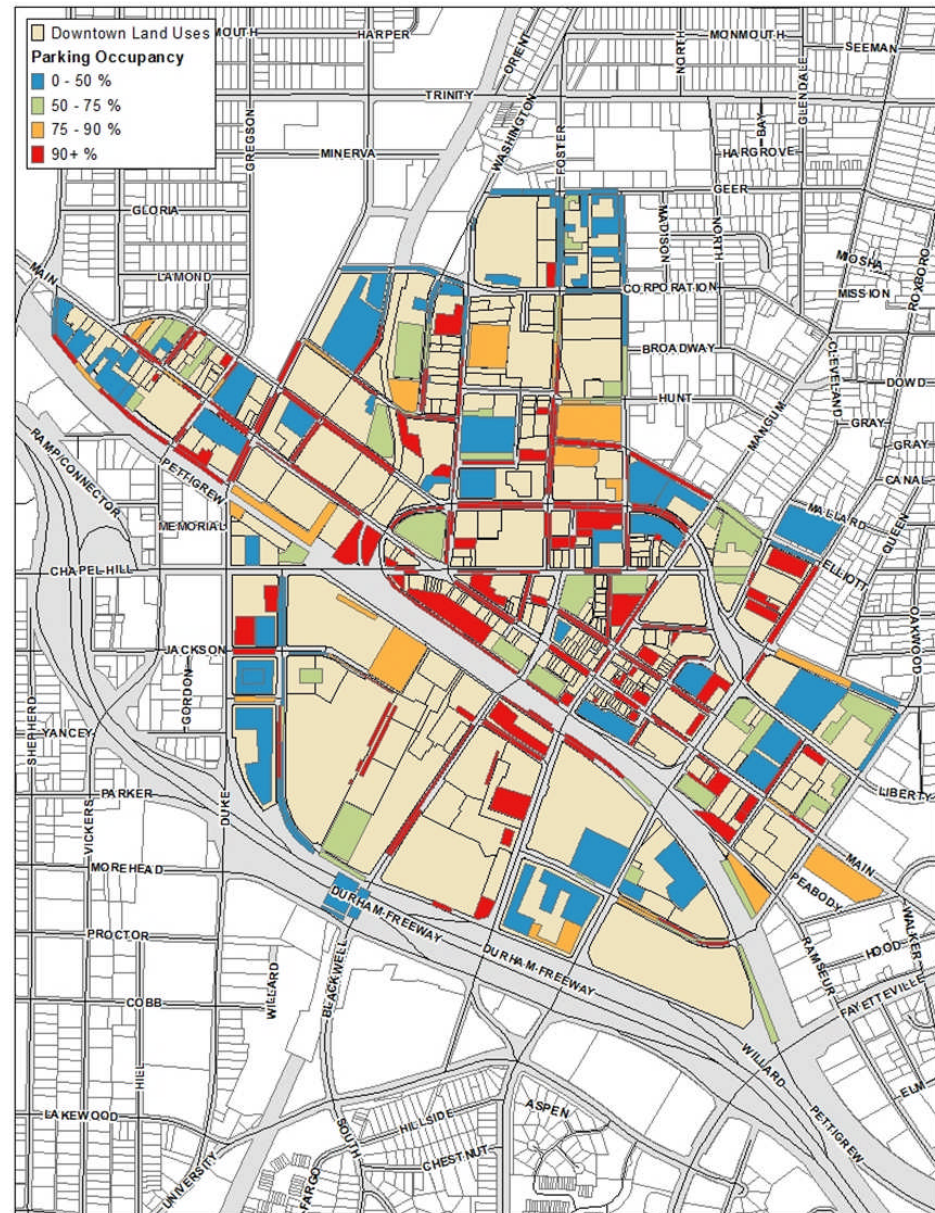 Downtown Land Uses
Parking Occupancy
0 - 50 %
50 - 75 %
75 - 90 %
90+ %
MOUTH
HARPER
ORIENT
NORTH
MONMOUTH
GLENDALE
SEEMAN
TRINITY
WASHINGTON
GREGSON
FOSTER
BAY
MINERVA
HARGROVE
GEER
GLORIA
MADISON
NORTH
MIOSHA
ROXBORO
LAMOND
MAIN
CORPORATION
MISSION
BROADWAY
CLEVELAND
DOWD
HUNT
MANGUM
GRAY
GRAY
RAMP/CONNECTOR
PETTIGREW
CANAL
MALLARD
QUEEN
MEMORIAL
ELLIOTT
CHAPEL HILL
OAKWOOD
JACKSON
GORDON
SHEPHERD
YANCEY
VICKERS
PARKER
DUKE
LIBERTY
MAIN
MOREHEAD
PEABODY
DURHAM-FREEWAY
WALKER
PROCTOR
DURHAM-FREEWAY
RAMSEUR
HOOD
WILLARD
BLACKWELL
FAYETTEVILLE
COBB
HILL
WILLARD
ELM
ASPEN
PETTIGREW
LAKEWOOD
HILLSIDE
SOUTH
CHESTNUT
UNIVERSITY
FARGO